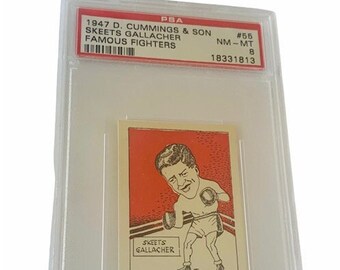 PSA
1947 D. CUMMINGS & SON #55
SKEETS GALLACHER NM - MT
FAMOUS FIGHTERS 8
18331813
SKEETS
GALLACHER